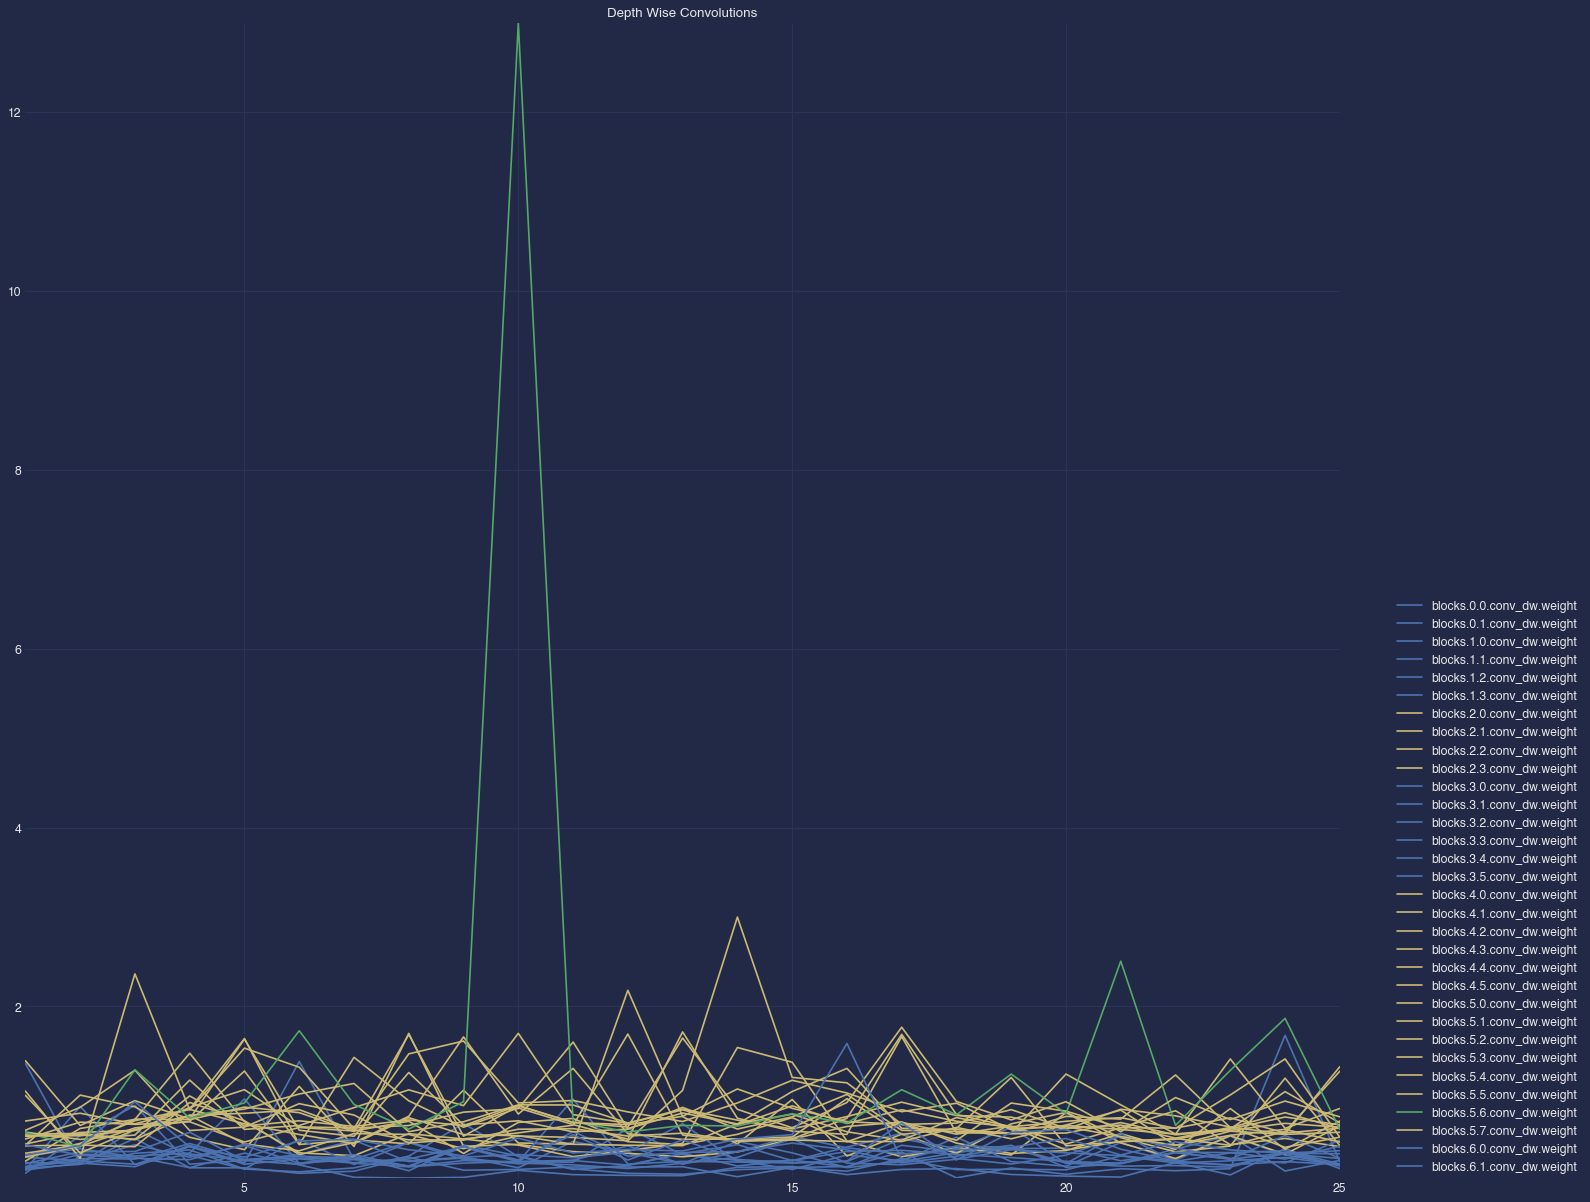 Depth Wise Convolutions
12
10
8
6
4
2
5
10
15
20
25
blocks.0.0.conv_dw.weight
blocks.0.1.conv_dw.weight
blocks.1.0.conv_dw.weight
blocks.1.1.conv_dw.weight
blocks.1.2.conv_dw.weight
blocks.1.3.conv_dw.weight
blocks.2.0.conv_dw.weight
blocks.2.1.conv_dw.weight
blocks.2.2.conv_dw.weight
blocks.2.3.conv_dw.weight
blocks.3.0.conv_dw.weight
blocks.3.1.conv_dw.weight
blocks.3.2.conv_dw.weight
blocks.3.3.conv_dw.weight
blocks.3.4.conv_dw.weight
blocks.3.5.conv_dw.weight
blocks.4.0.conv_dw.weight
blocks.4.1.conv_dw.weight
blocks.4.2.conv_dw.weight
blocks.4.3.conv_dw.weight
blocks.4.4.conv_dw.weight
blocks.4.5.conv_dw.weight
blocks.5.0.conv_dw.weight
blocks.5.1.conv_dw.weight
blocks.5.2.conv_dw.weight
blocks.5.3.conv_dw.weight
blocks.5.4.conv_dw.weight
blocks.5.5.conv_dw.weight
blocks.5.6.conv_dw.weight
blocks.5.7.conv_dw.weight
blocks.6.0.conv_dw.weight
blocks.6.1.conv_dw.weight